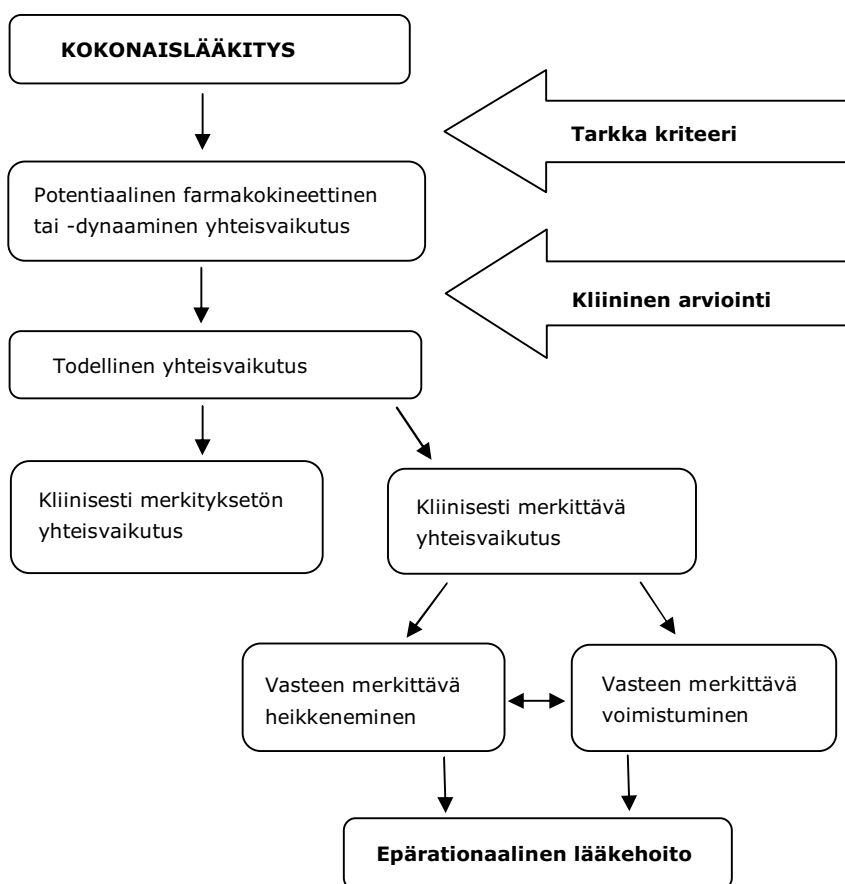 KOKONAISLÄÄKITYS
Tarkka kriteeri
Potentiaalinen farmakokineettinen
tai -dynaaminen yhteisvaikutus
Kliininen arviointi
Todellinen yhteisvaikutus
Kliinisesti merkityksetön
yhteisvaikutus
Kliinisesti merkittävä
yhteisvaikutus
Vasteen merkittävä
heikkeneminen
Vasteen merkittävä
voimistuminen
Epärationaalinen lääkehoito